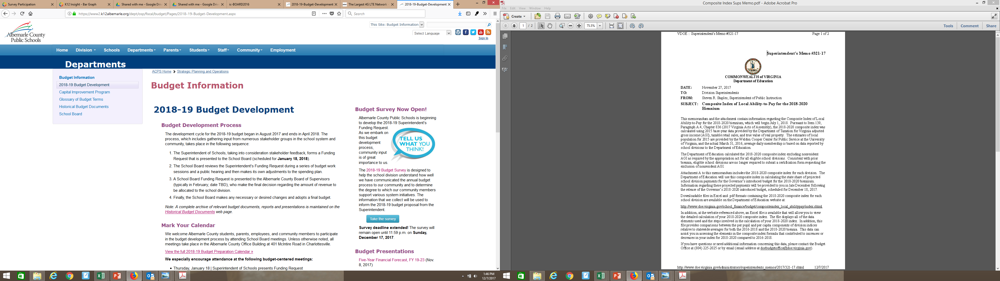 Survey Participation
K12 Insight - Bar Graph
Shared with me - Google Driv
Shared with me - Google Driv
ic-BOARD2016
2018-19-Budget-Development
The Largest 4G LTE Network
2018-19-Budget-Development
https://www2.k12albemarle.org/dept/osp/fiscal/budget/Pages/2018-19-Budget-Development.aspx
Search
Albemarle County
Public Schools
This Site: Budget Information
Select Language
Sign In
Home Division Schools Departments Parents Students Staff Community Employment
Departments
Budget Information
2018-19 Budget Development
Capital Improvement Program
Glossary of Budget Terms
Historical Budget Documents
School Board
ACPS Home > Strategic Planning and Operations
Budget Information
2018-19 Budget Development
Budget Development Process
The development cycle for the 2018-19 budget began in August 2017 and ends in April 2018. The
process, which includes gathering input from numerous stakeholder groups in the school system and
community, takes place in the following sequence:
1. The Superintendent of Schools, taking into consideration stakeholder feedback, forms a Funding
Request that is presented to the School Board (scheduled for January 18, 2018).
2. The School Board reviews the Superintendent's Funding Request during a series of budget work
sessions and a public hearing and then makes its own adjustments to the spending plan.
3. A School Board Funding Request is presented to the Albemarle County Board of Supervisors
(typically in February; date TBD), who make the final decision regarding the amount of revenue to
be allocated to the school division.
4. Finally, the School Board makes any necessary or desired changes and adopts a final budget.
Note: A complete archive of relevant budget documents, reports and presentations is maintained on the
Historical Budget Documents web page.
Mark Your Calendar
We welcome Albemarle County students, parents, employees, and community members to participate
in the budget development process by attending School Board meetings. Unless otherwise noted, all
meetings take place in the Albemarle County Office Building at 401 McIntire Road in Charlottesville.
View the full 2018-19 Budget Preparation Calendar »
We especially encourage attendance at the following budget-centered meetings:
• Thursday, January 18 | Superintendent of Schools presents Funding Request
Budget Survey Now Open!
Albemarle County Public Schools is beginning
to develop the 2018-19 Superintendent's
Funding Request.
As we embark on
this budget
development
process,
community input
is of great
importance to us.
TELL US
WHAT YOU
THINK!
The 2018-19 Budget Survey is designed to
help the school division understand how well
we have communicated the annual budget
process to our community and to determine
the degree to which our community members
support various system initiatives. The
information that we collect will be used to
inform the 2018-19 budget proposal from the
Superintendent.
Take the survey
Survey deadline extended! The survey will
remain open until 11:59 p.m. on Sunday,
December 17, 2017.
Budget Presentations
Five-Year Financial Forecast, FY 19-23 (Nov.
8, 2017)
1:46 PM
12/7/2017
Composite Index Sups Memo.pdf - Adobe Acrobat Pro
File Edit View Window Help
Create
1 / 2
75.5%
Tools Comment Share
VDOE :: Superintendent's Memo #321-17 Page 1 of 2
Superintendent's Memo #321-17
COMMONWEALTH of VIRGINIA
Department of Education
DATE: November 27, 2017
TO: Division Superintendents
FROM: Steven R. Staples, Superintendent of Public Instruction
SUBJECT: Composite Index of Local Ability-to-Pay for the 2018-2020
Biennium
This memorandum and the attachment contain information regarding the Composite Index of Local
Ability-to-Pay for the 2018-2020 biennium, which will begin July 1, 2018. Pursuant to Item 139,
Paragraph A.4, Chapter 836 (2017 Virginia Acts of Assembly), the 2018-2020 composite index was
calculated using 2015 base-year data provided by the Department of Taxation for Virginia adjusted
gross income (AGI), taxable retail sales, and true value of real property. The estimates of local
population for 2015 are provided by the Weldon Cooper Center for Public Service at the University
of Virginia, and the actual March 31, 2016, average daily membership is based on data reported by
school divisions to the Department of Education.
The Department of Education calculated the 2018-2020 composite index excluding nonresident
AGI as required by the appropriation act for all eligible school divisions. Consistent with prior
biennia, eligible school divisions are no longer required to submit a certification form requesting the
exclusion of nonresident AGI.
Attachment A to this memorandum includes the 2018-2020 composite index for each division. The
Department of Education will use this composite index in calculating the state share of projected
school division payments for the Governor's introduced budget for the 2018-2020 biennium.
Information regarding these projected payments will be provided to you in late December following
the release of the Governor's 2018-2020 introduced budget, scheduled for December 18, 2017.
Downloadable files in Excel and .pdf formats containing the 2018-2020 composite index for each
school division are available on the Department of Education website at:
http://www.doe.virginia.gov/school_finance/budget/compositeindex_local_abilitypay/index.shtml.
In addition, at the website referenced above, an Excel file is available that will allow you to view
the detailed calculation of your 2018-2020 composite index. The file displays all of the data
elements used and the steps involved in the calculation of your 2018-2020 index. In addition, this
file provides comparisons between the per pupil and per capita components of division indices
relative to statewide averages for both the 2016-2018 and the 2018-2020 biennia. This data can
assist you in assessing the elements in the composite index formula that contributed to increases or
decreases in your index for 2018-2020 compared to 2016-2018.
If you have questions or need additional information concerning this data, please contact the Budget
Office at (804) 225-2025 or by email (email address at doebudgetoffice@doe.virginia.gov).
http://www.doe.virginia.gov/administrators/superintendents_memos/2017/321-17.shtml 12/7/2017